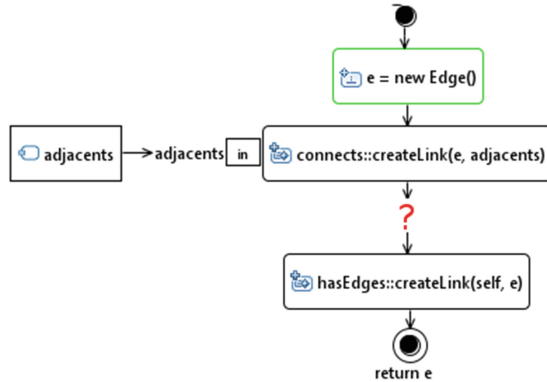 e = new Edge()
adjacents
adjacents
in
connects::createLink(e, adjacents)
?
hasEdges::createLink(self, e)
return e